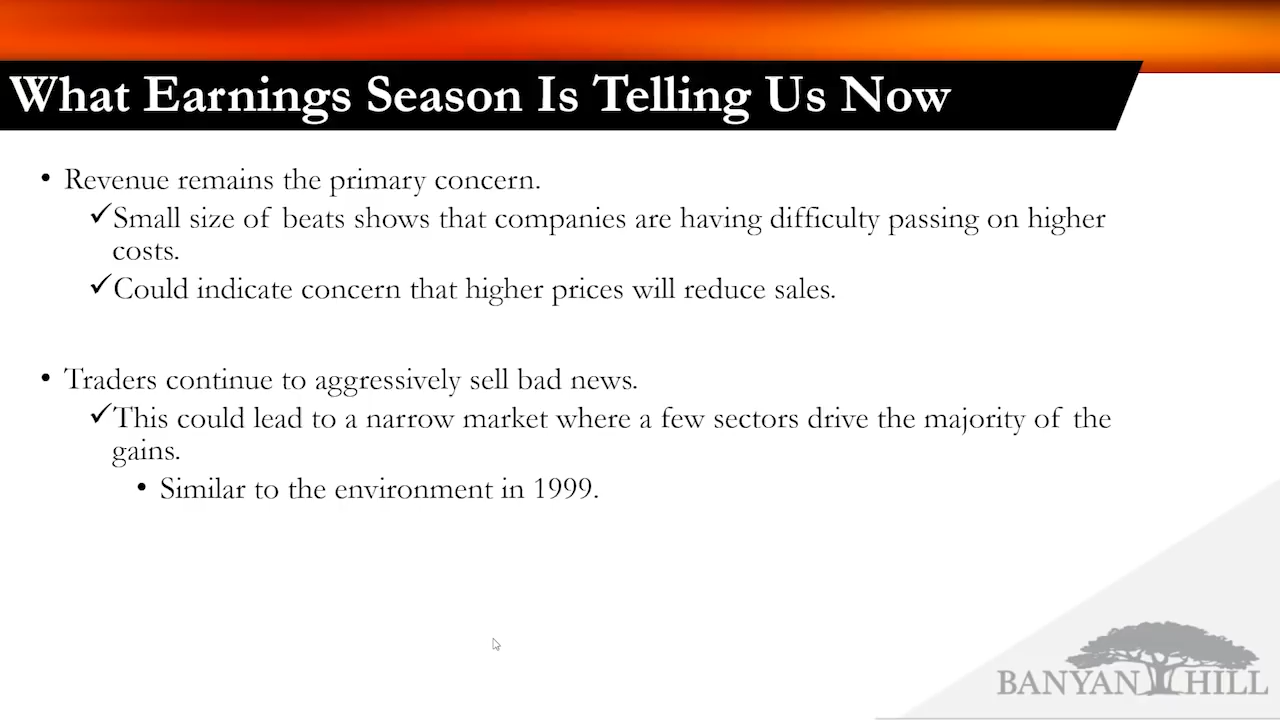 What Earnings Season Is Telling Us Now
• Revenue remains the primary concern.
✓Small size of beats shows that companies are having difficulty passing on higher
costs.
✓Could indicate concern that higher prices will reduce sales.
• Traders continue to aggressively sell bad news.
✓This could lead to a narrow market where a few sectors drive the majority of the
gains.
• Similar to the environment in 1999.
BANYAN HILL